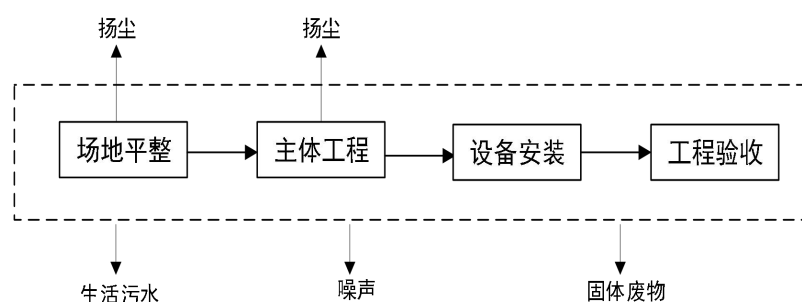 扬尘
扬尘
场地平整
主体工程
设备安装
工程验收
生活污水
噪声
固体废物